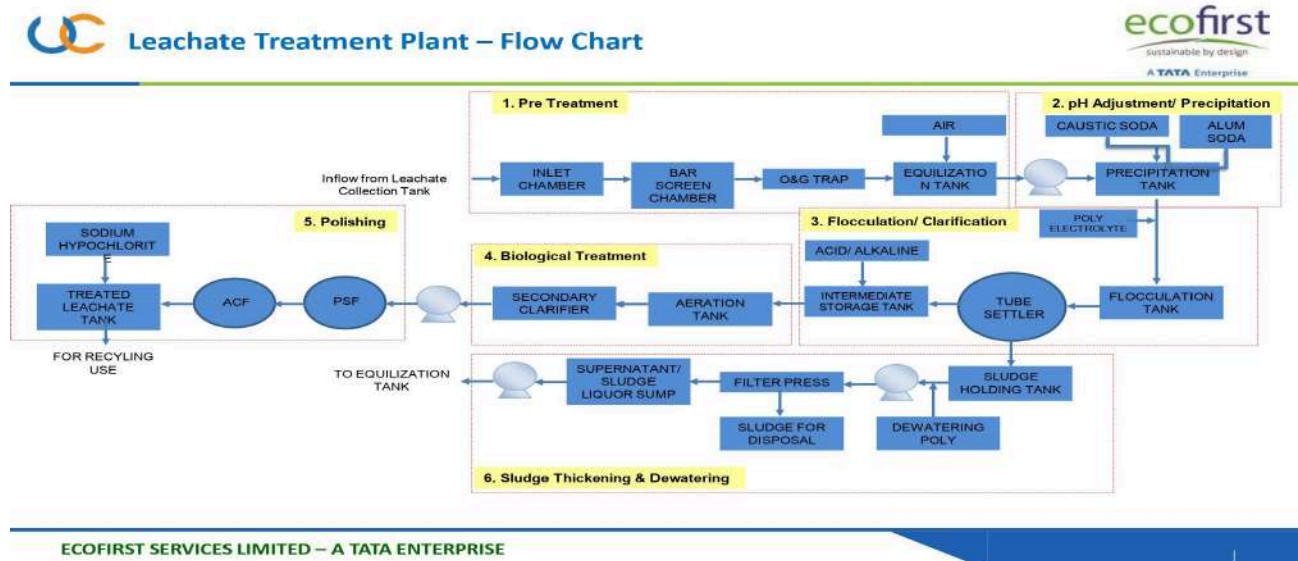 UC
Leachate Treatment Plant – Flow Chart
ecofirst
sustainable by design
A TATA Enterprise
1. Pre Treatment
AIR
Inflow from Leachate
Collection Tank
INLET
CHAMBER
BAR
SCREEN
CHAMBER
O&G TRAP
EQUILIZATIO
N TANK
2. pH Adjustment/ Precipitation
CAUSTIC SODA
ALUM
SODA
PRECIPITATION
TANK
3. Flocculation/ Clarification
POLY
ELECTROLYTE
ACID/ ALKALINE
INTERMEDIATE
STORAGE TANK
TUBE
SETTLER
FLOCCULATION
TANK
4. Biological Treatment
SECONDARY
CLARIFIER
AERATION
TANK
5. Polishing
SODIUM
HYPOCHLORIT
E
TREATED
LEACHATE
TANK
ACF
PSF
FOR RECYLING
USE
TO EQUILIZATION
TANK
SUPERNATANT/
SLUDGE
LIQUOR SUMP
FILTER PRESS
SLUDGE
HOLDING TANK
SLUDGE FOR
DISPOSAL
DEWATERING
POLY
6. Sludge Thickening & Dewatering
ECOFIRST SERVICES LIMITED – A TATA ENTERPRISE